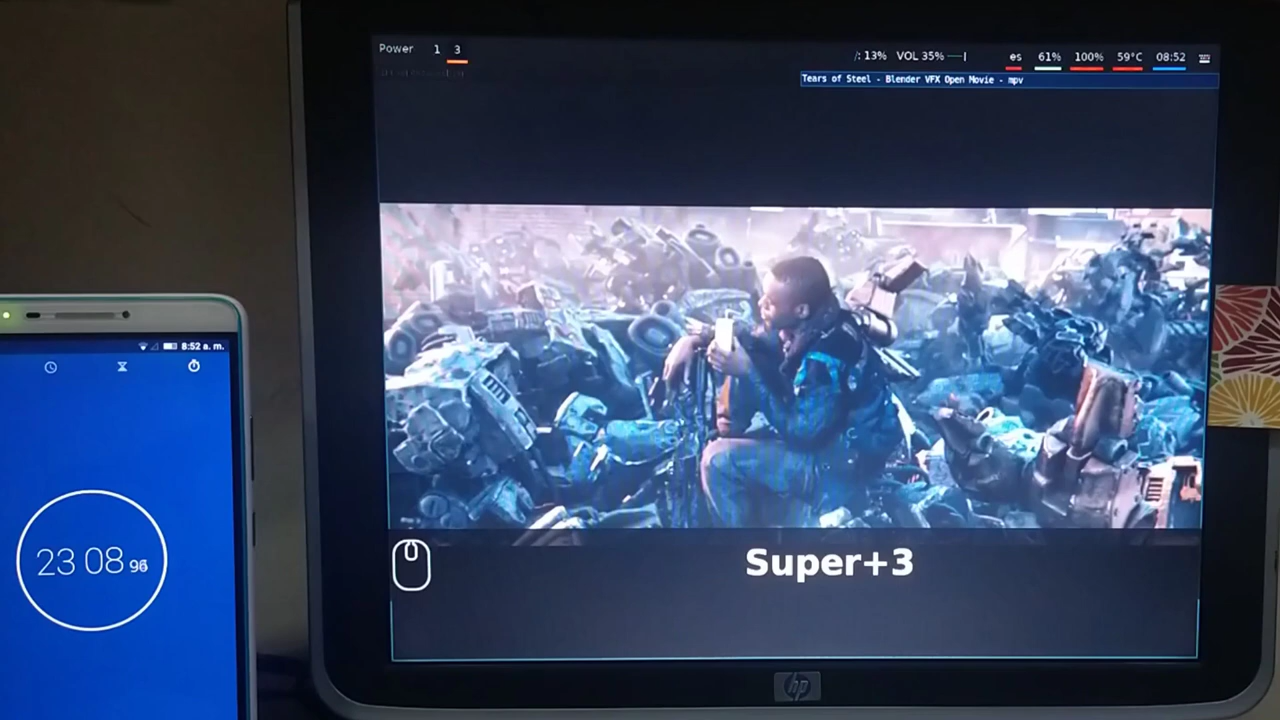 Power 1 3
/: 13% VOL 35% es 61% 100% 59°C 08:52
Tears of Steel - Blender VFX Open Movie - mpv
8:52 a. m.
23 08 96
Super+3
hp